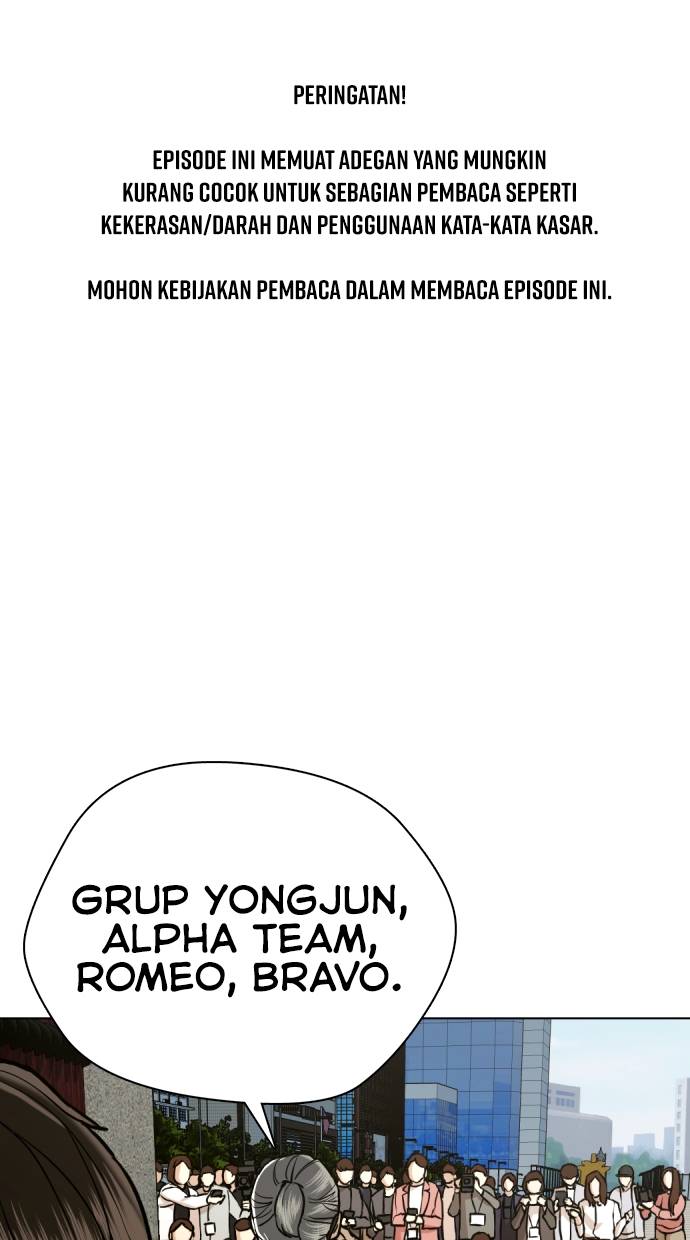 PERINGATAN!
EPISODE INI MEMUAT ADEGAN YANG MUNGKIN
KURANG COCOK UNTUK SEBAGIAN PEMBACA SEPERTI
KEKERASAN/DARAH DAN PENGGUNAAN KATA-KATA KASAR.
MOHON KEBIJAKAN PEMBACA DALAM MEMBACA EPISODE INI.
GRUP YONGJUN,
ALPHA TEAM,
ROMEO, BRAVO.